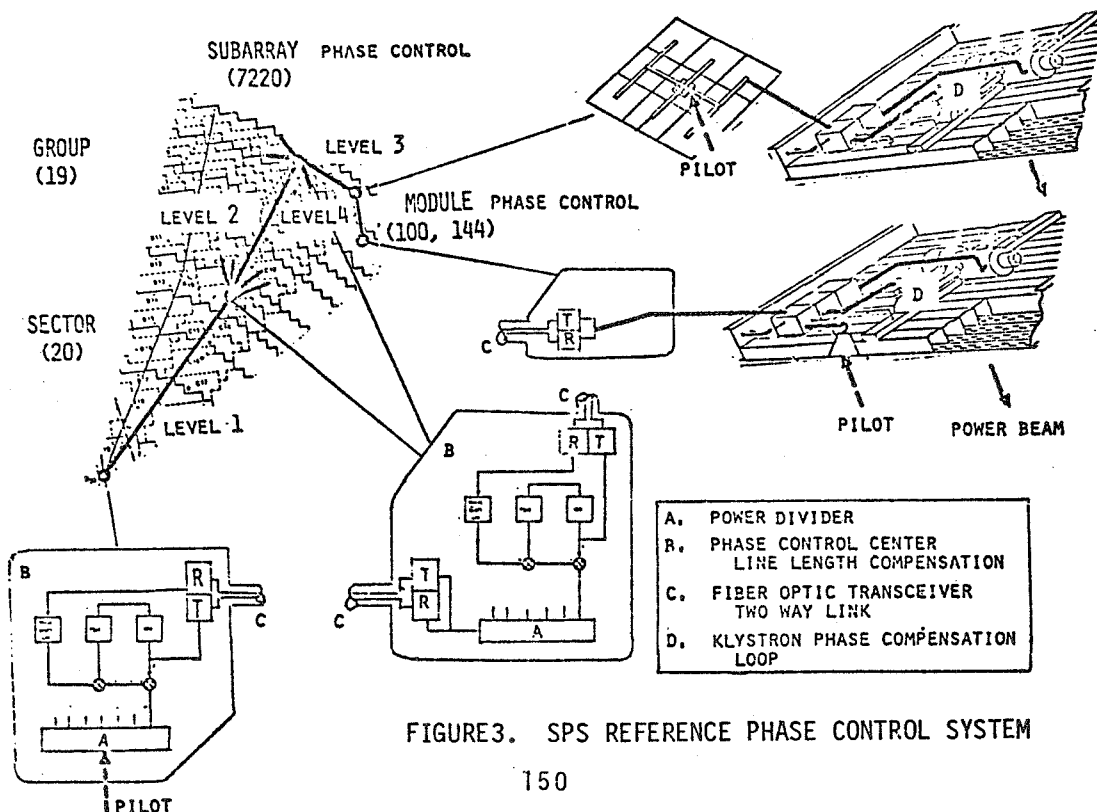 SUBARRAY PHASE CONTROL
(7220)
GROUP
(19)
LEVEL 3
PILOT
D
LEVEL 2
LEVEL 4
MODULE PHASE CONTROL
(100, 144)
SECTOR
(20)
T
R
C
D
LEVEL 1
PILOT
POWER BEAM
C
B
R T
T
R
C
A
B
R
T
C
A
PILOT
A. POWER DIVIDER
B. PHASE CONTROL CENTER
LINE LENGTH COMPENSATION
C. FIBER OPTIC TRANSCEIVER
TWO WAY LINK
D. KLYSTRON PHASE COMPENSATION
LOOP
FIGURE3. SPS REFERENCE PHASE CONTROL SYSTEM
150